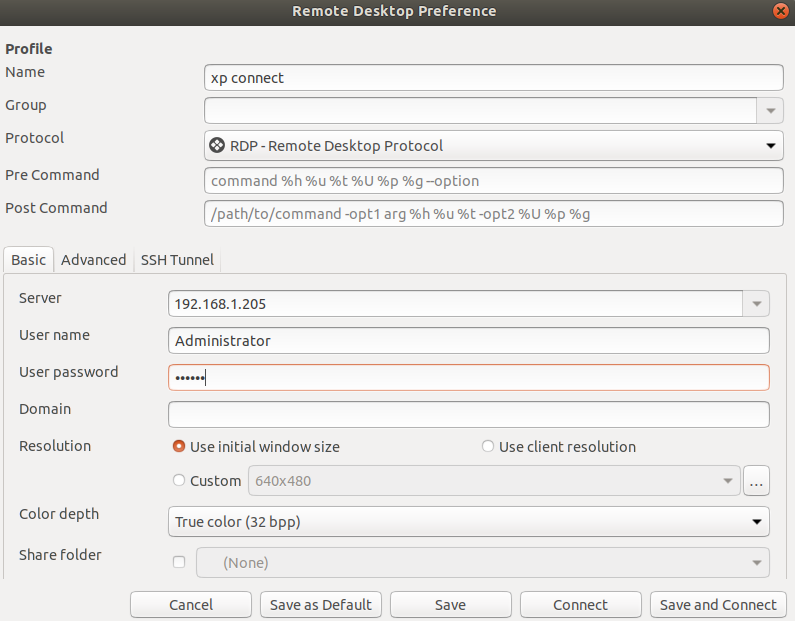 Remote Desktop Preference
Profile
Name xp connect
Group
Protocol RDP - Remote Desktop Protocol
Pre Command command %h %u %t %U %p %g --option
Post Command /path/to/command -opt1 arg %h %u %t -opt2 %U %p %g
Basic Advanced SSH Tunnel
Server 192.168.1.205
User name Administrator
User password ••••••
Domain
Resolution Use initial window size Use client resolution
Custom 640x480 ...
Color depth True color (32 bpp)
Share folder (None)
Cancel Save as Default Save Connect Save and Connect